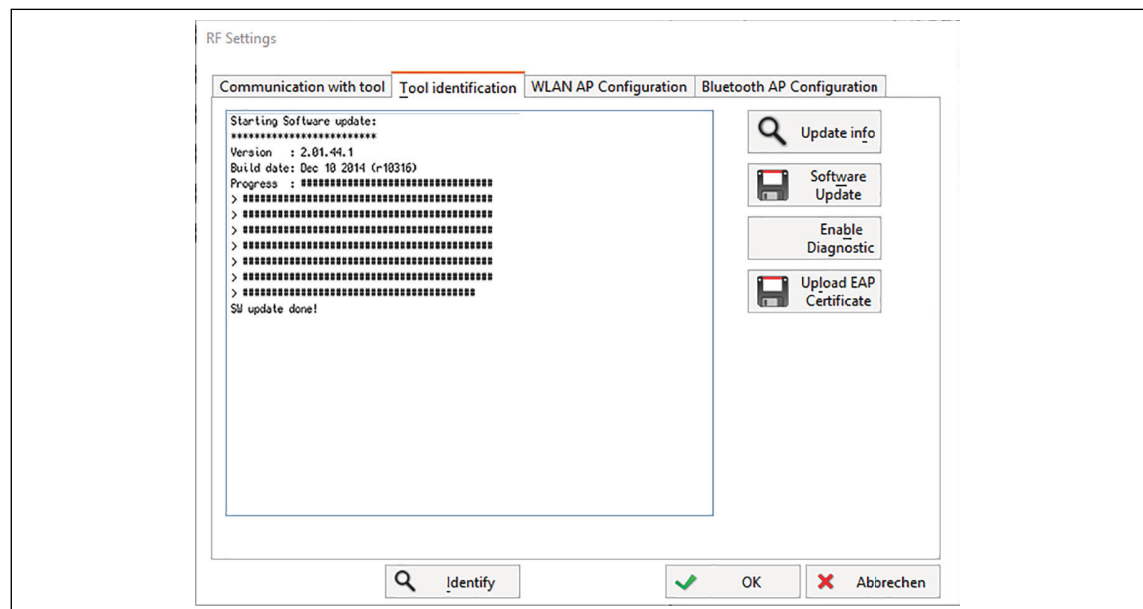 RF Settings
Communication with tool
Tool identification
WLAN AP Configuration
Bluetooth AP Configuration
Starting Software update:
************************
Version : 2.01.44.1
Build date: Dec 10 2014 (r10316)
Progress : ################################
> #########################################
> #########################################
> #########################################
> #########################################
> #########################################
> #########################################
> ######################################
SW update done!
Update info
Software
Update
Enable
Diagnostic
Upload EAP
Certificate
Identify
OK
Abbrechen